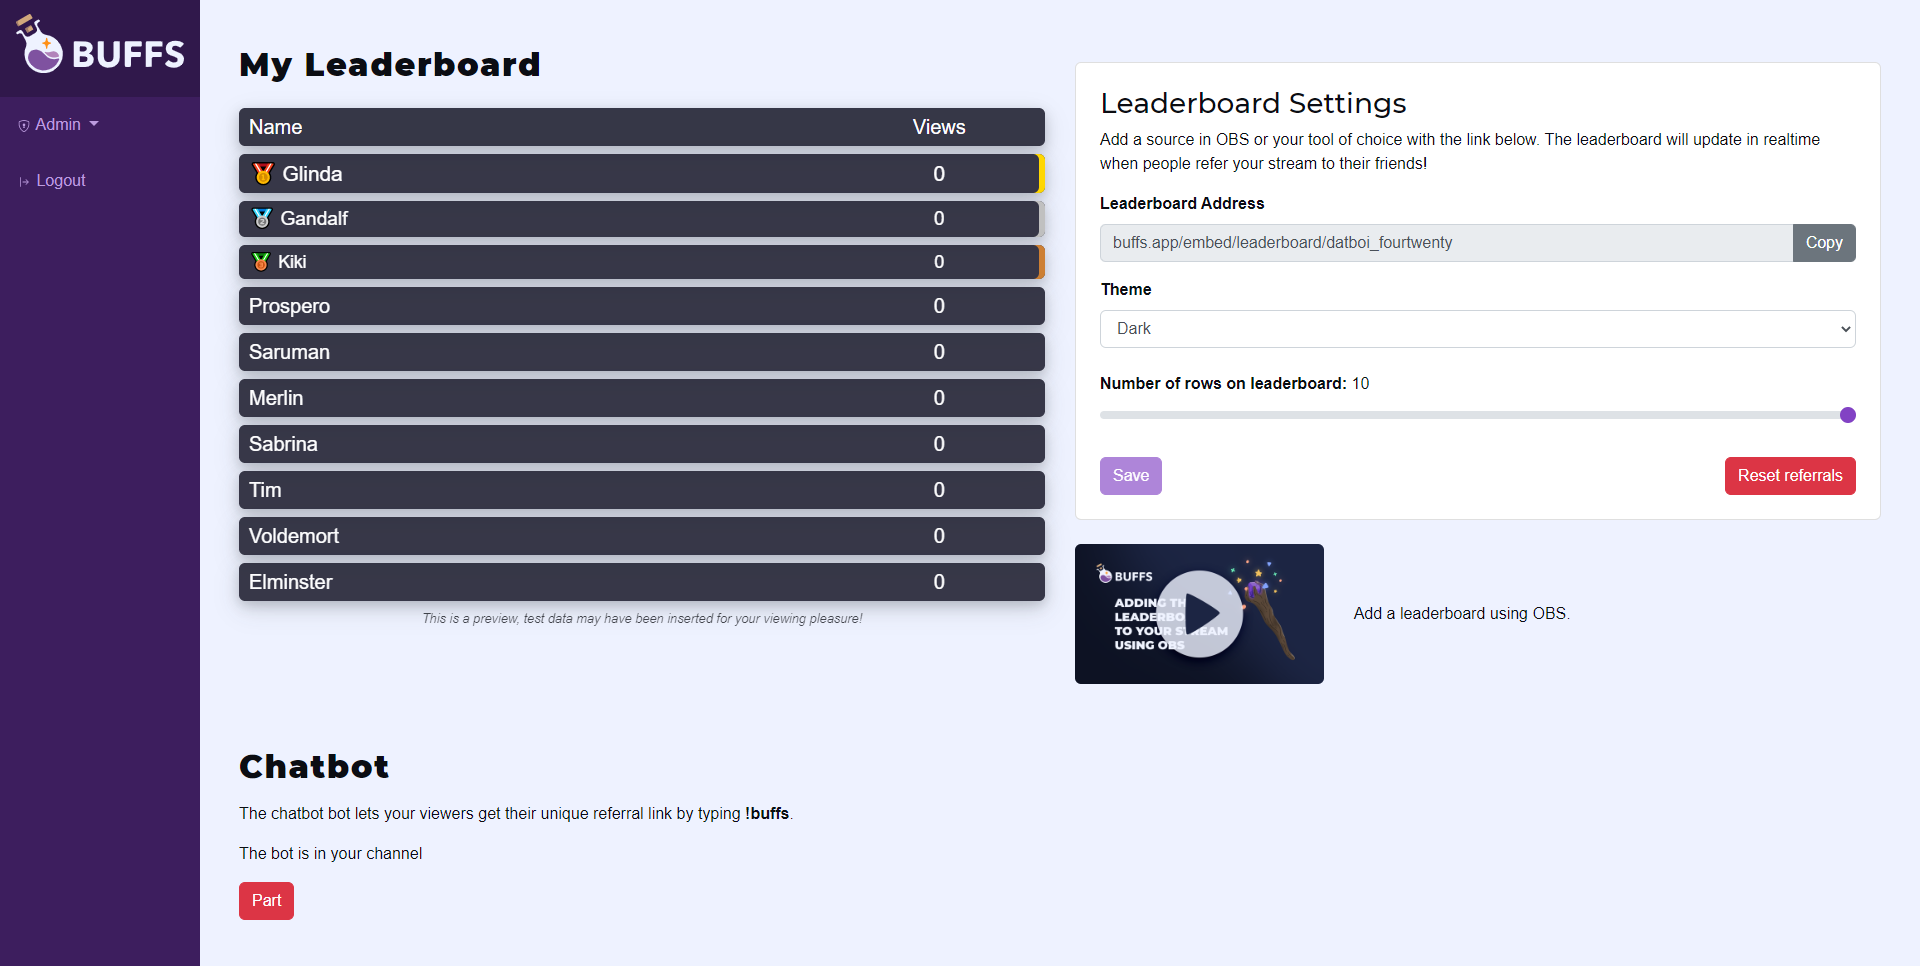 BUFFS
Admin
Logout
My Leaderboard
Name Views
Glinda 0
Gandalf 0
Kiki 0
Prospero 0
Saruman 0
Merlin 0
Sabrina 0
Tim 0
Voldemort 0
Elminster 0
This is a preview, test data may have been inserted for your viewing pleasure!
Leaderboard Settings
Add a source in OBS or your tool of choice with the link below. The leaderboard will update in realtime
when people refer your stream to their friends!
Leaderboard Address
buffs.app/embed/leaderboard/datboi_fourtwenty Copy
Theme
Dark
Number of rows on leaderboard: 10
Save Reset referrals
BUFFS
ADDING
LEADERBO
TO YOUR STREAM
USING OBS
Add a leaderboard using OBS.
Chatbot
The chatbot bot lets your viewers get their unique referral link by typing !buffs.
The bot is in your channel
Part